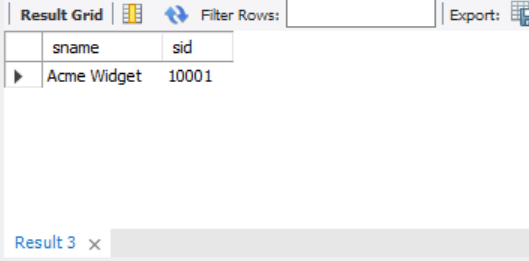 Result Grid Filter Rows: Export:
sname sid
Acme Widget 10001
Result 3